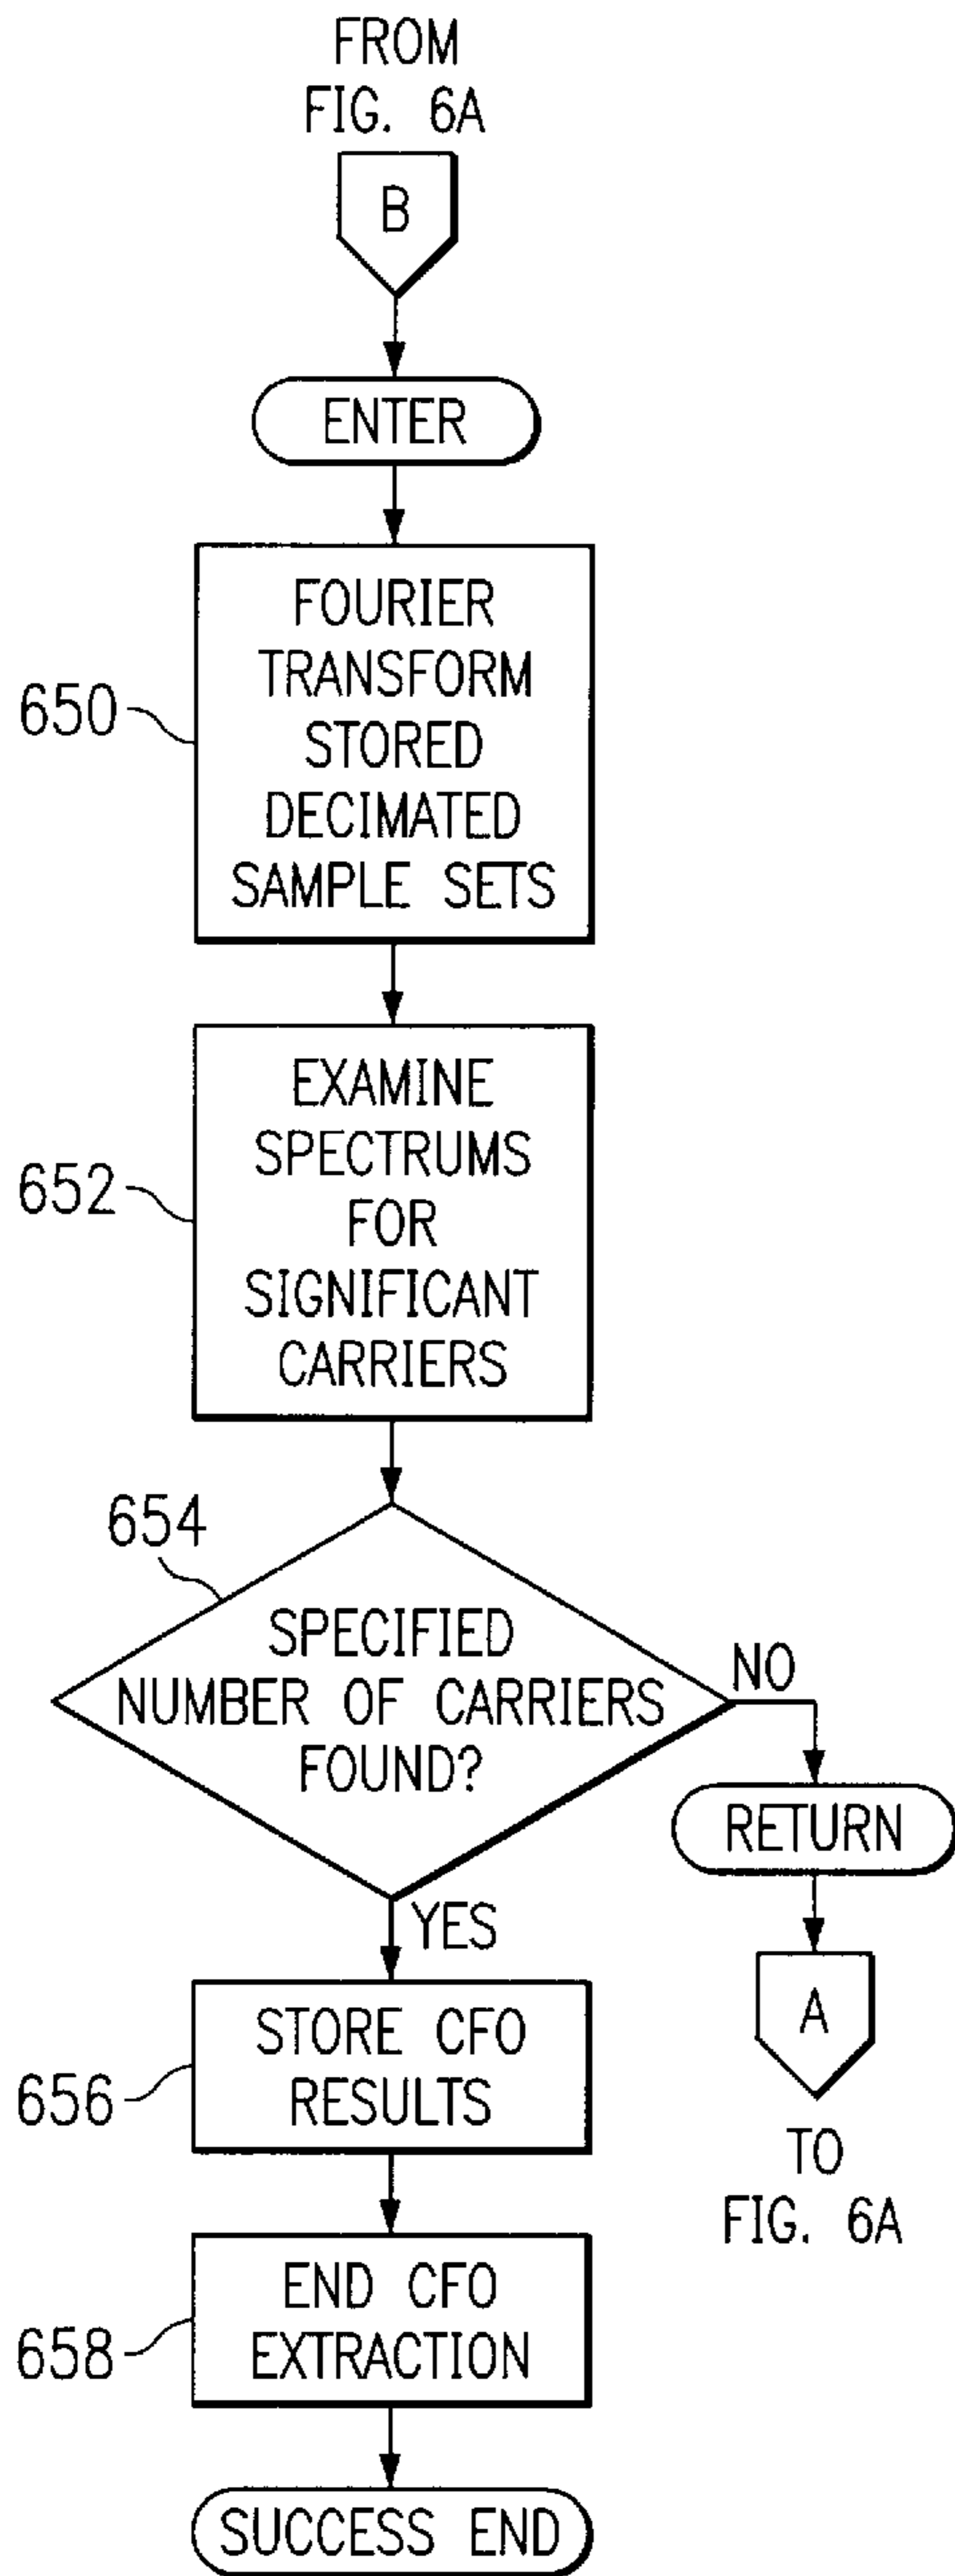 FROM
FIG. 6A
B
ENTER
650
FOURIER
TRANSFORM
STORED
DECIMATED
SAMPLE SETS
652
EXAMINE
SPECTRUMS
FOR
SIGNIFICANT
CARRIERS
654
SPECIFIED
NUMBER OF CARRIERS
FOUND?
NO
RETURN
A
TO
FIG. 6A
YES
656
STORE CFO
RESULTS
658
END CFO
EXTRACTION
SUCCESS END